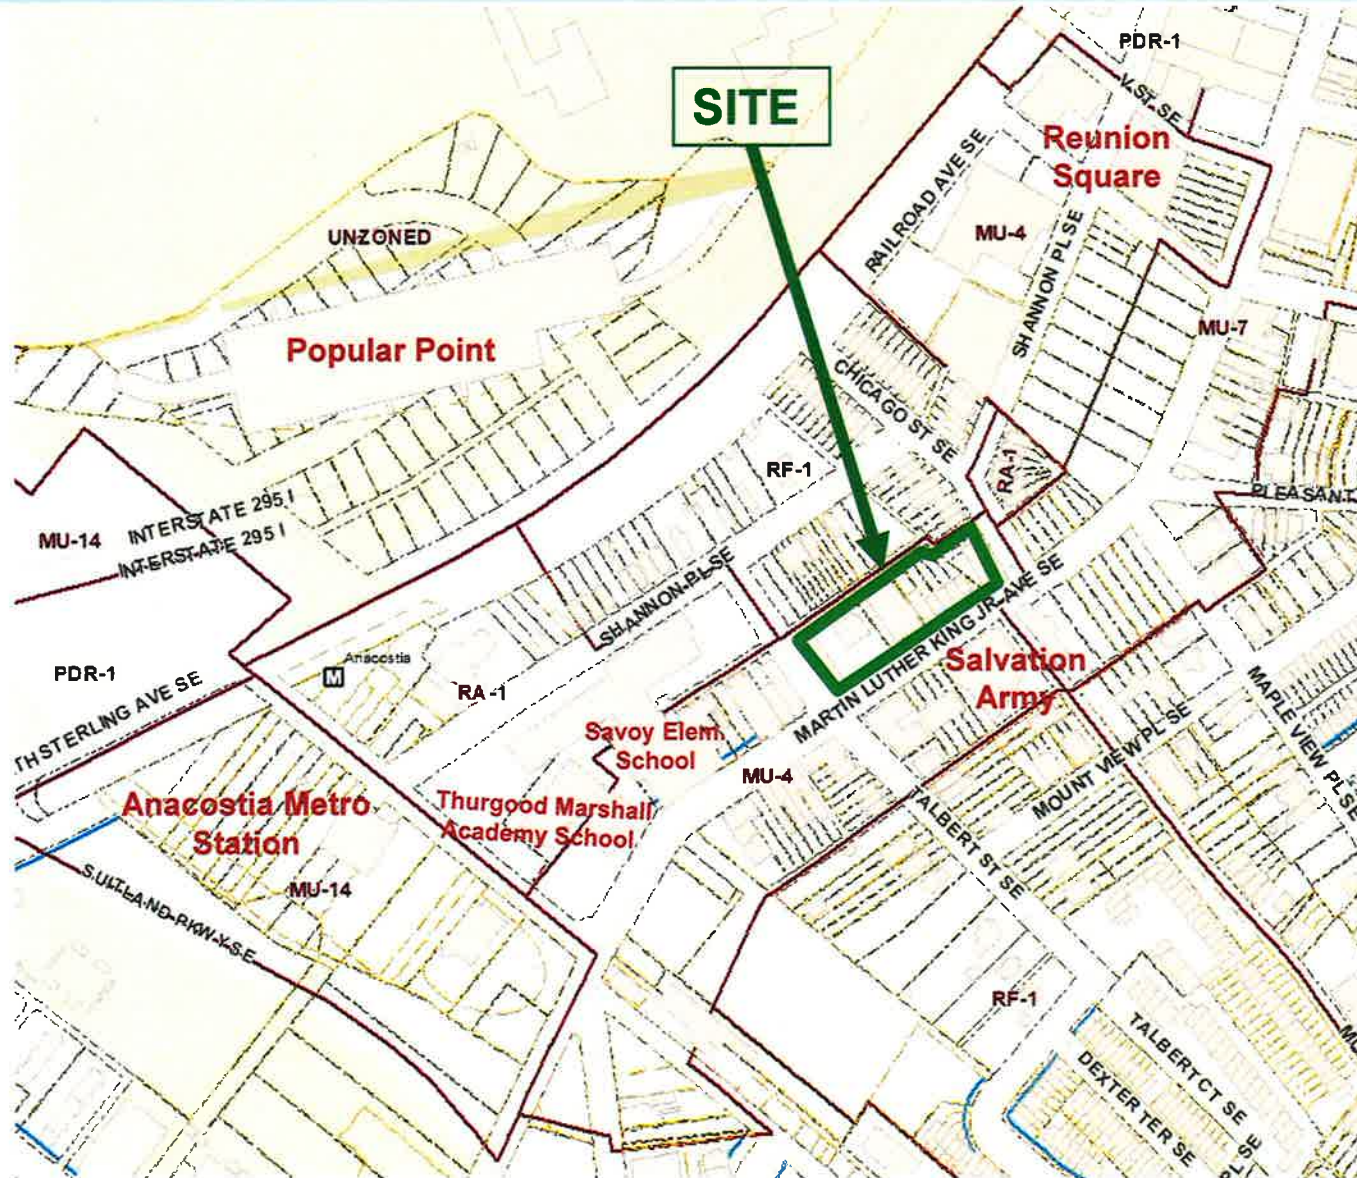 PDR-1
V ST SE
SITE
Reunion
Square
RAILROAD AVE SE
MU-4
SHANNON PL SE
UNZONED
MU-7
Popular Point
CHICAGO ST SE
RF-1
RA-1
PLEASANT
INTERSTATE 295 I
MU-14
INTERSTATE 295 I
SHANNON PL SE
MARTIN LUTHER KING JR AVE SE
Anacostia
M
PDR-1
RA-1
Salvation
Army
TH STERLING AVE SE
MAPLE VIEW PL SE
MOUNT VIEW PL SE
Savoy Elem.
School
MU-4
Anacostia Metro
Station
Thurgood Marshall
Academy School
ALBERT ST SE
MU-14
SUITLAND PKWY SE
RF-1
TALBERT CT SE
DEXTER TER SE
PL SE